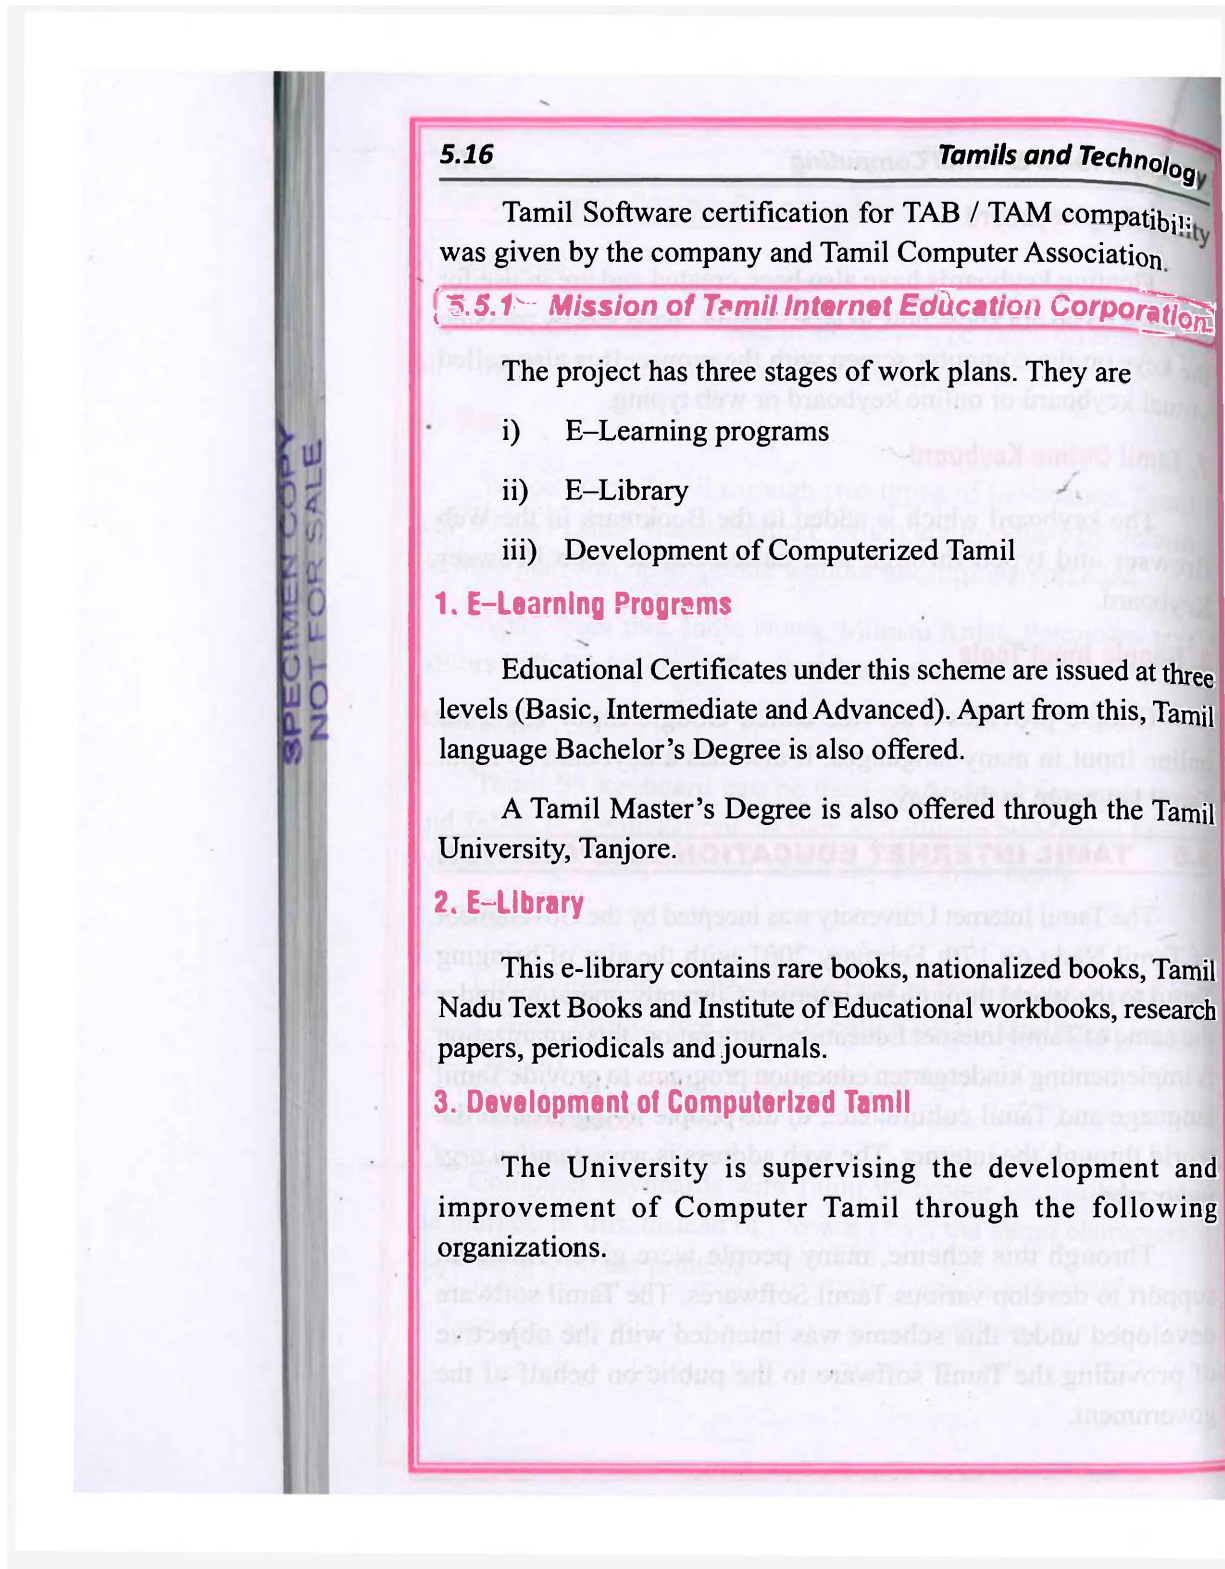 5.16 Tamils and Technology
Tamil Software certification for TAB / TAM compatibility
was given by the company and Tamil Computer Association.
5.5.1 Mission of Tamil Internet Education Corporation
The project has three stages of work plans. They are
i) E–Learning programs
ii) E–Library
iii) Development of Computerized Tamil
1. E–Learning Programs
Educational Certificates under this scheme are issued at three
levels (Basic, Intermediate and Advanced). Apart from this, Tamil
language Bachelor's Degree is also offered.
A Tamil Master's Degree is also offered through the Tamil
University, Tanjore.
2. E–Library
This e-library contains rare books, nationalized books, Tamil
Nadu Text Books and Institute of Educational workbooks, research
papers, periodicals and journals.
3. Development of Computerized Tamil
The University is supervising the development and
improvement of Computer Tamil through the following
organizations.
SPECIMEN COPY
NOT FOR SALE